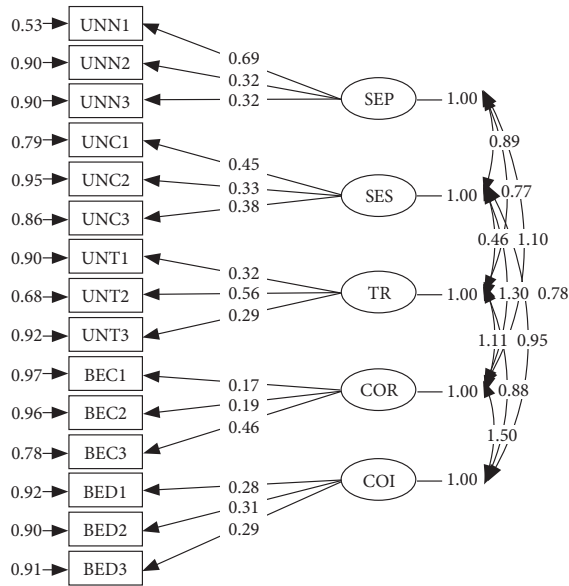 0.53 UNN1
0.69
0.90 UNN2
0.32
0.90 UNN3 0.32 SEP 1.00
0.79 UNC1 0.89
0.45
0.95 UNC2 0.33 SES 1.00 0.77
0.86 UNC3 0.38
0.46 1.10
0.90 UNT1 0.32
0.68 UNT2 0.56 TR 1.00 1.30 0.78
0.29
0.92 UNT3 1.11 0.95
0.97 BEC1 0.17
COR 1.00 0.88
0.96 BEC2 0.19
0.46
0.78 BEC3 1.50
0.92 BED1 0.28 COI 1.00
0.31
0.90 BED2
0.29
0.91 BED3